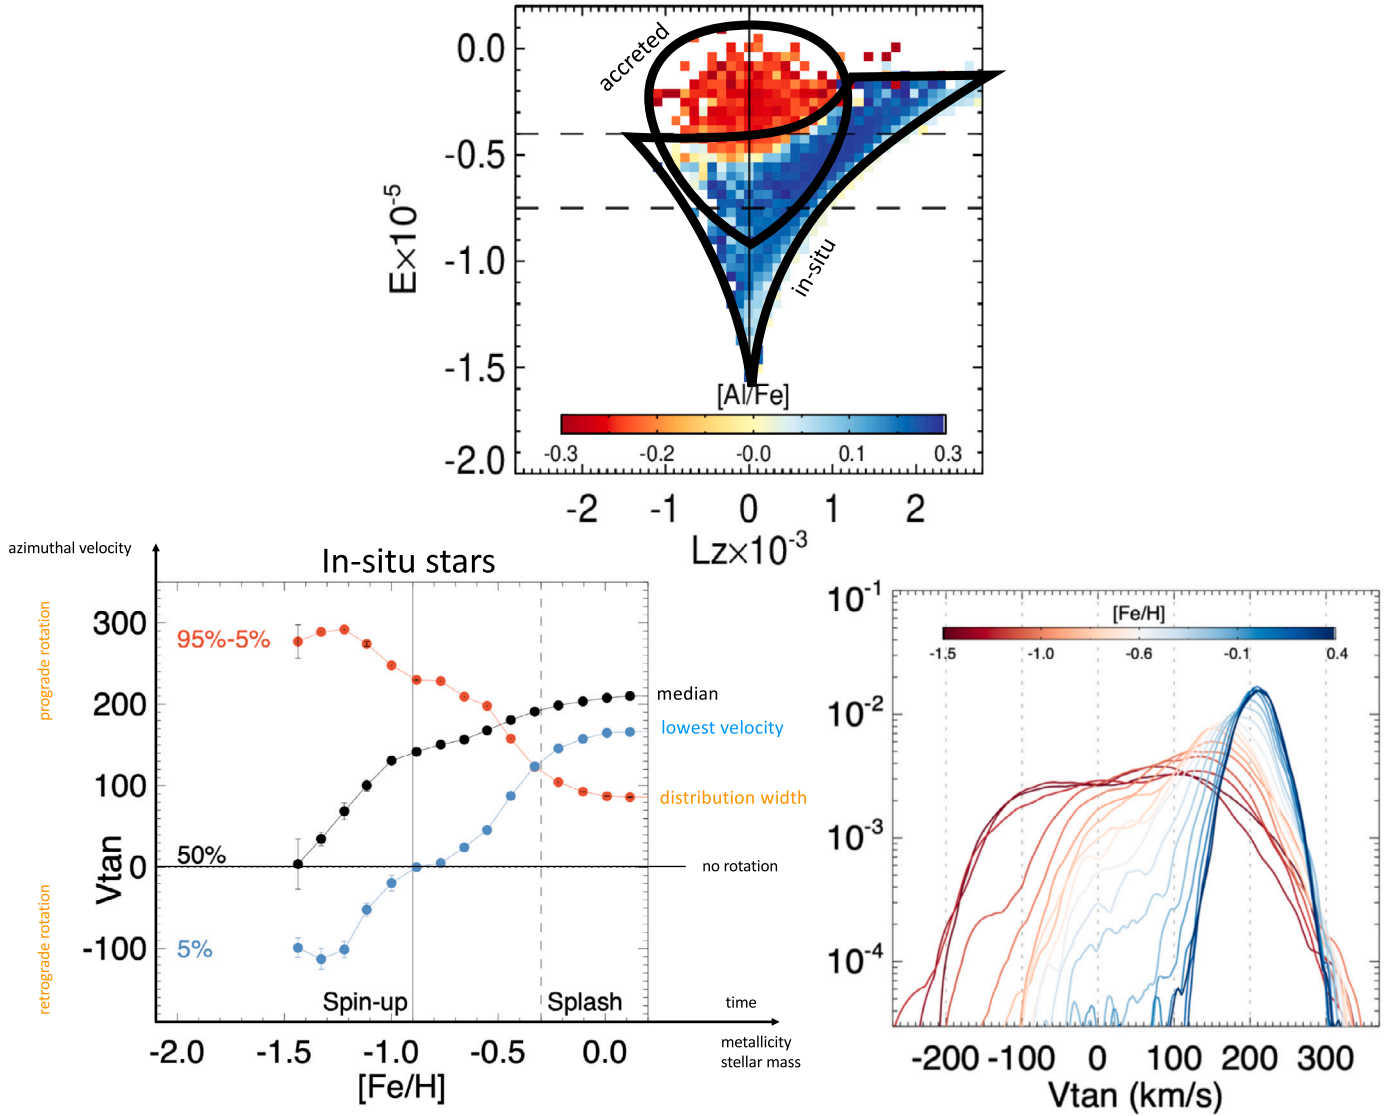 0.0
-0.5
-1.0
-1.5
-2.0
E×10⁻⁵
accreted
in-situ
[Al/Fe]
-0.3 -0.2 -0.0 0.1 0.3
-2 -1 0 1 2
Lz×10⁻³
azimuthal velocity
In-situ stars
prograde rotation
retrograde rotation
Vtan
300
200
100
0
-100
95%-5%
50%
5%
median
lowest velocity
distribution width
no rotation
Spin-up
Splash
time
metallicity
stellar mass
-2.0 -1.5 -1.0 -0.5 0.0
[Fe/H]
10⁻¹
10⁻²
10⁻³
10⁻⁴
[Fe/H]
-1.5 -1.0 -0.6 -0.1 0.4
-200 -100 0 100 200 300
Vtan (km/s)